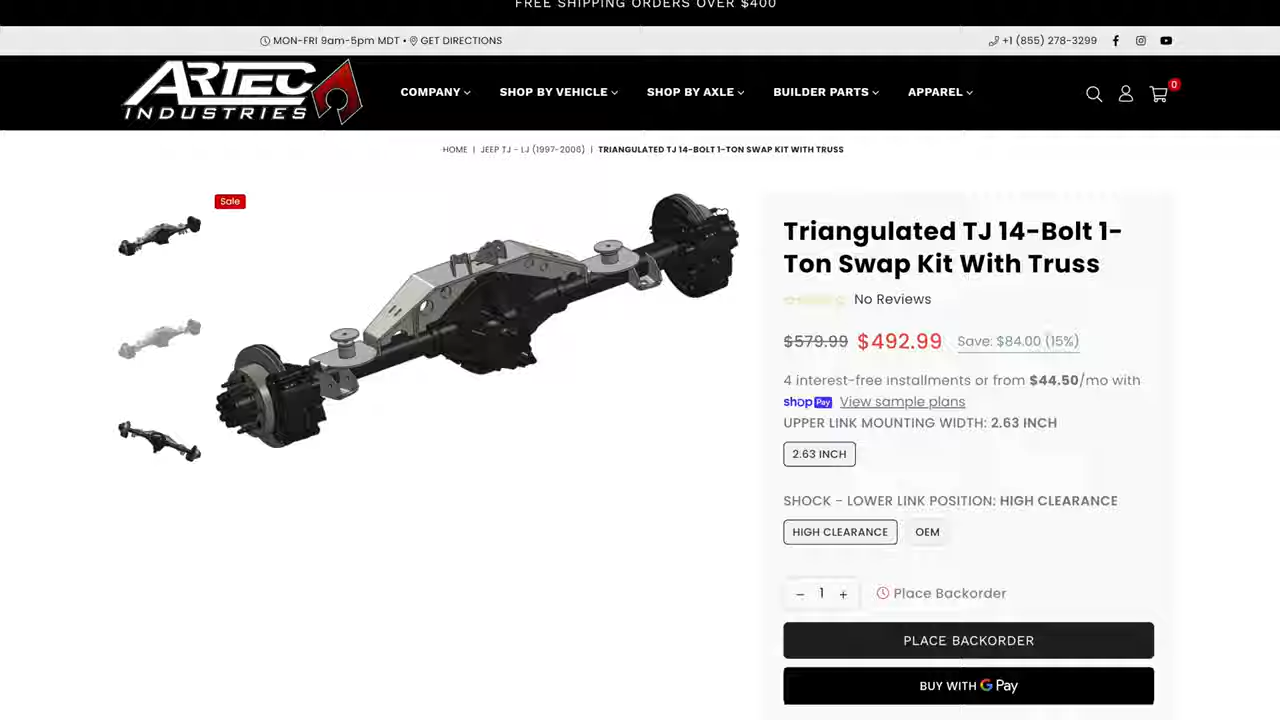 FREE SHIPPING ORDERS OVER $400
MON-FRI 9am-5pm MDT • GET DIRECTIONS
+1 (855) 278-3299
ARTEC
INDUSTRIES
COMPANY
SHOP BY VEHICLE
SHOP BY AXLE
BUILDER PARTS
APPAREL
0
HOME | JEEP TJ - LJ (1997-2006) | TRIANGULATED TJ 14-BOLT 1-TON SWAP KIT WITH TRUSS
Sale
Triangulated TJ 14-Bolt 1-
Ton Swap Kit With Truss
No Reviews
$579.99 $492.99 Save: $84.00 (15%)
4 interest-free installments or from $44.50/mo with
shop Pay View sample plans
UPPER LINK MOUNTING WIDTH: 2.63 INCH
2.63 INCH
SHOCK - LOWER LINK POSITION: HIGH CLEARANCE
HIGH CLEARANCE
OEM
− 1 +
Place Backorder
PLACE BACKORDER
BUY WITH G Pay